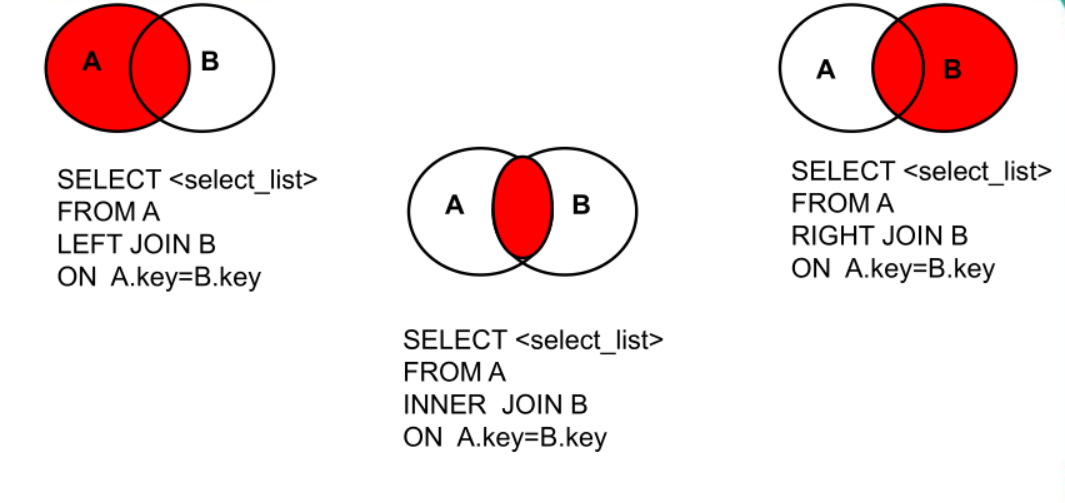 A B
SELECT <select_list>
FROM A
LEFT JOIN B
ON A.key=B.key
A B
SELECT <select_list>
FROM A
INNER JOIN B
ON A.key=B.key
A B
SELECT <select_list>
FROM A
RIGHT JOIN B
ON A.key=B.key